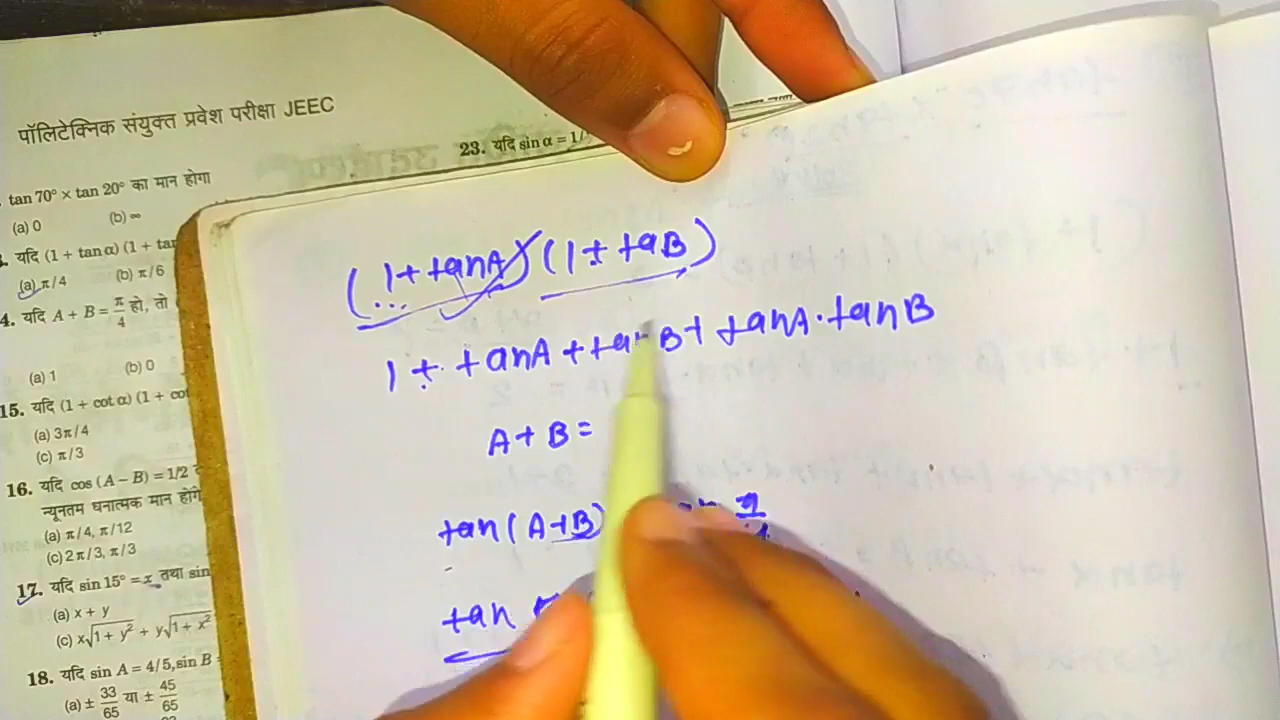 पॉलिटेक्निक संयुक्त प्रवेश परीक्षा JEEC
tan 70° × tan 20° का मान होगा
(a) 0 (b) ∞
यदि (1 + tan α) (1 + tan
(a) π/4 (b) π/6
4. यदि A + B = π/4 हो, तो
(a) 1 (b) 0
15. यदि (1 + cot α) (1 + cot
(a) 3π/4
(c) π/3
16. यदि cos (A – B) = 1/2
न्यूनतम धनात्मक मान होंगे
(a) π/4, π/12
(c) 2π/3, π/3
17. यदि sin 15° = x तथा sin
(a) x + y
(c) x√(1 + y²) + y√(1 + x²)
18. यदि sin A = 4/5, sin B =
(a) ± 33/65 या ± 45/65
23. यदि sin α = 1/
(1 + tanA) (1 + taB)
1 + tanA + tanB + tanA · tanB
A + B =
tan (A+B)
tan